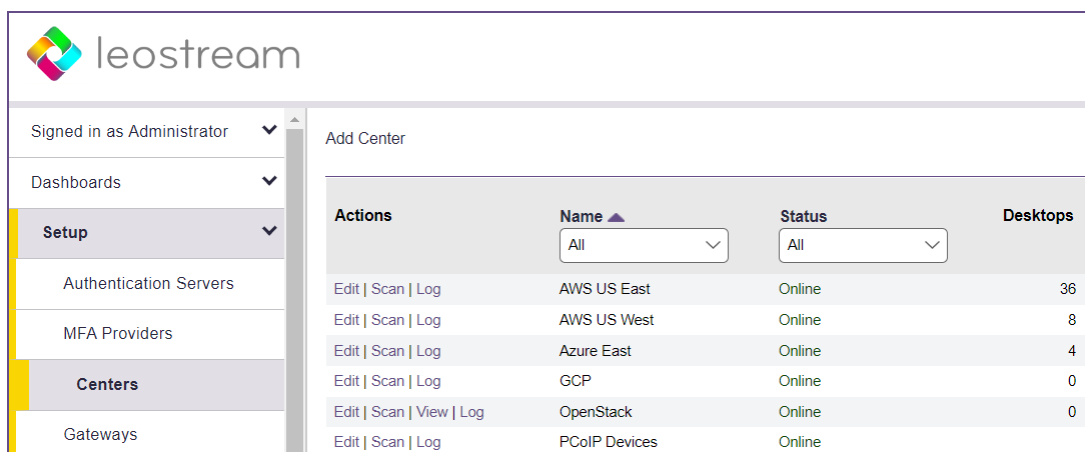 leostream
Signed in as Administrator
Dashboards
Setup
Authentication Servers
MFA Providers
Centers
Gateways
Add Center
Actions Name Status Desktops
All All
Edit | Scan | Log AWS US East Online 36
Edit | Scan | Log AWS US West Online 8
Edit | Scan | Log Azure East Online 4
Edit | Scan | Log GCP Online 0
Edit | Scan | View | Log OpenStack Online 0
Edit | Scan | Log PCoIP Devices Online